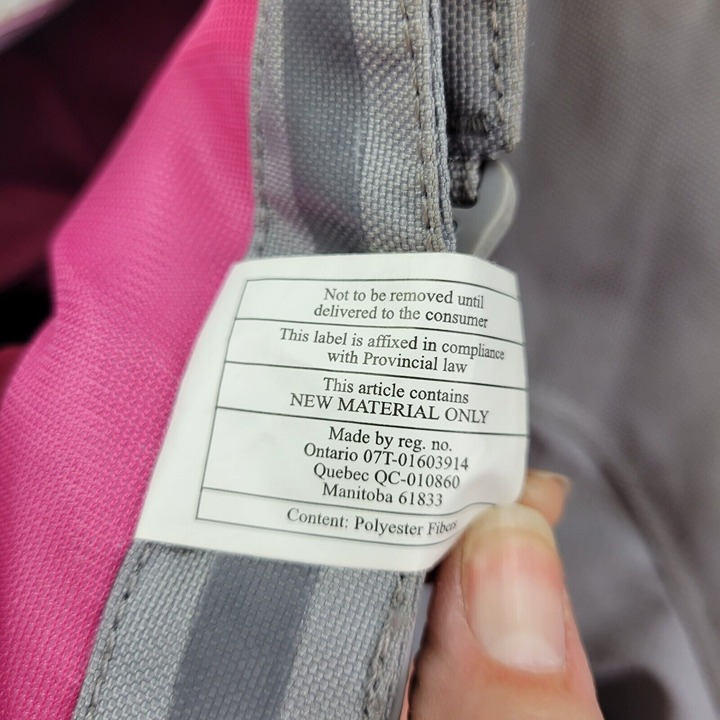 Not to be removed until
delivered to the consumer
This label is affixed in compliance
with Provincial law
This article contains
NEW MATERIAL ONLY
Made by reg. no.
Ontario 07T-01603914
Quebec QC-010860
Manitoba 61833
Content: Polyester Fibers